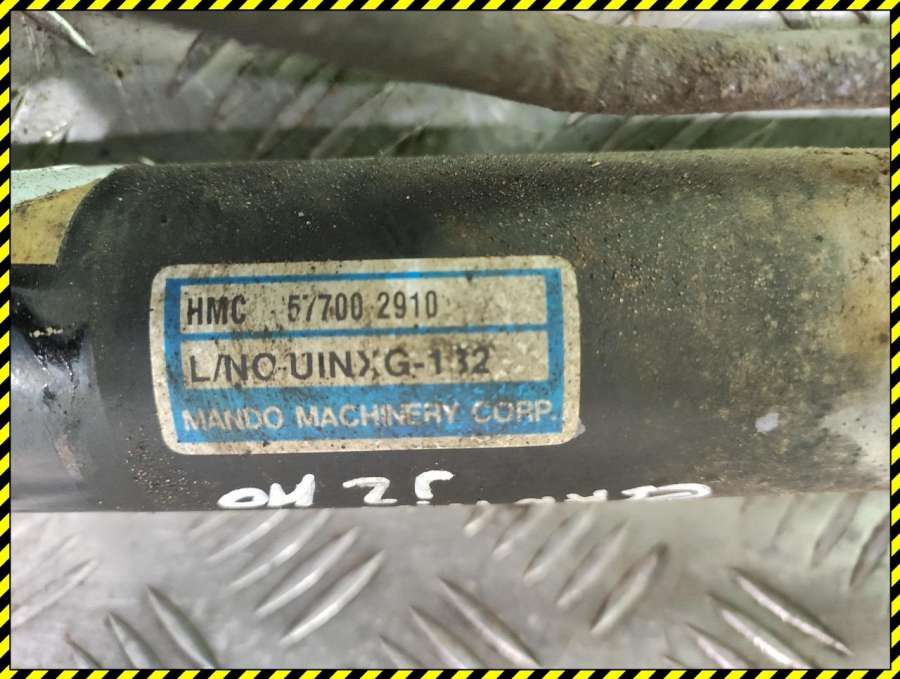 HMC 57700 2910
L/NO UINXG-132
MANDO MACHINERY CORP.